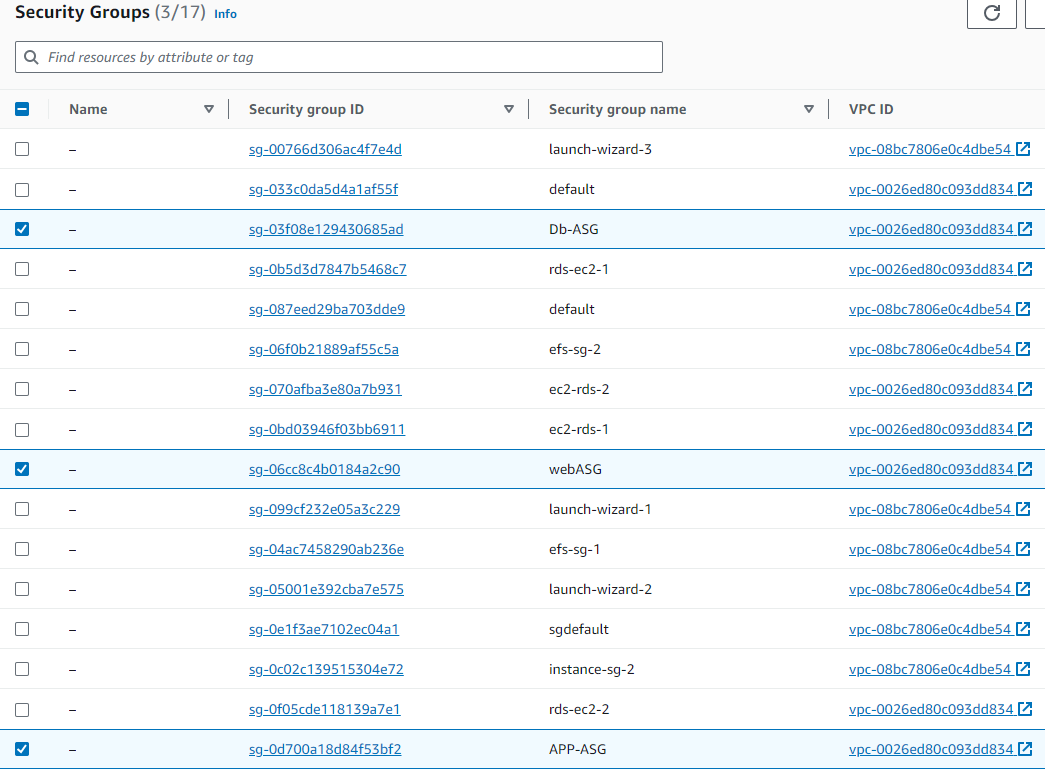 Security Groups (3/17) Info
Find resources by attribute or tag
Name Security group ID Security group name VPC ID
– sg-00766d306ac4f7e4d launch-wizard-3 vpc-08bc7806e0c4dbe54
– sg-033c0da5d4a1af55f default vpc-0026ed80c093dd834
– sg-03f08e129430685ad Db-ASG vpc-0026ed80c093dd834
– sg-0b5d3d7847b5468c7 rds-ec2-1 vpc-0026ed80c093dd834
– sg-087eed29ba703dde9 default vpc-08bc7806e0c4dbe54
– sg-06f0b21889af55c5a efs-sg-2 vpc-08bc7806e0c4dbe54
– sg-070afba3e80a7b931 ec2-rds-2 vpc-0026ed80c093dd834
– sg-0bd03946f03bb6911 ec2-rds-1 vpc-0026ed80c093dd834
– sg-06cc8c4b0184a2c90 webASG vpc-0026ed80c093dd834
– sg-099cf232e05a3c229 launch-wizard-1 vpc-08bc7806e0c4dbe54
– sg-04ac7458290ab236e efs-sg-1 vpc-08bc7806e0c4dbe54
– sg-05001e392cba7e575 launch-wizard-2 vpc-08bc7806e0c4dbe54
– sg-0e1f3ae7102ec04a1 sgdefault vpc-08bc7806e0c4dbe54
– sg-0c02c139515304e72 instance-sg-2 vpc-08bc7806e0c4dbe54
– sg-0f05cde118139a7e1 rds-ec2-2 vpc-0026ed80c093dd834
– sg-0d700a18d84f53bf2 APP-ASG vpc-0026ed80c093dd834